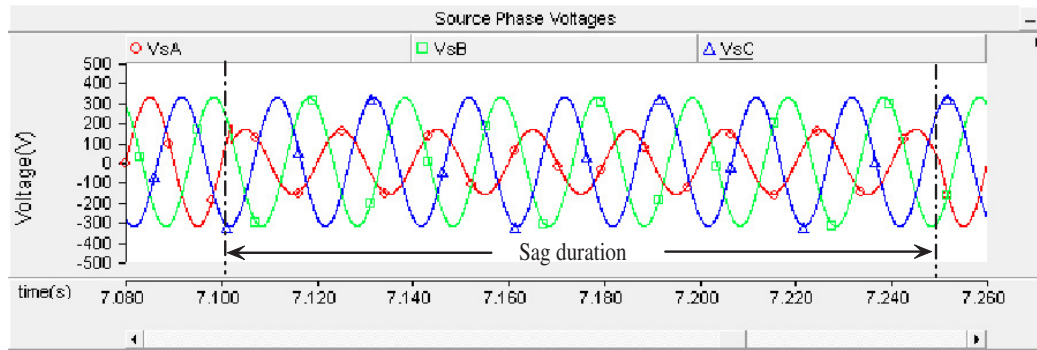 Source Phase Voltages
VsA VsB VsC
500
400
300
200
100
0
-100
-200
-300
-400
-500
Voltage(V)
Sag duration
time(s) 7.080 7.100 7.120 7.140 7.160 7.180 7.200 7.220 7.240 7.260